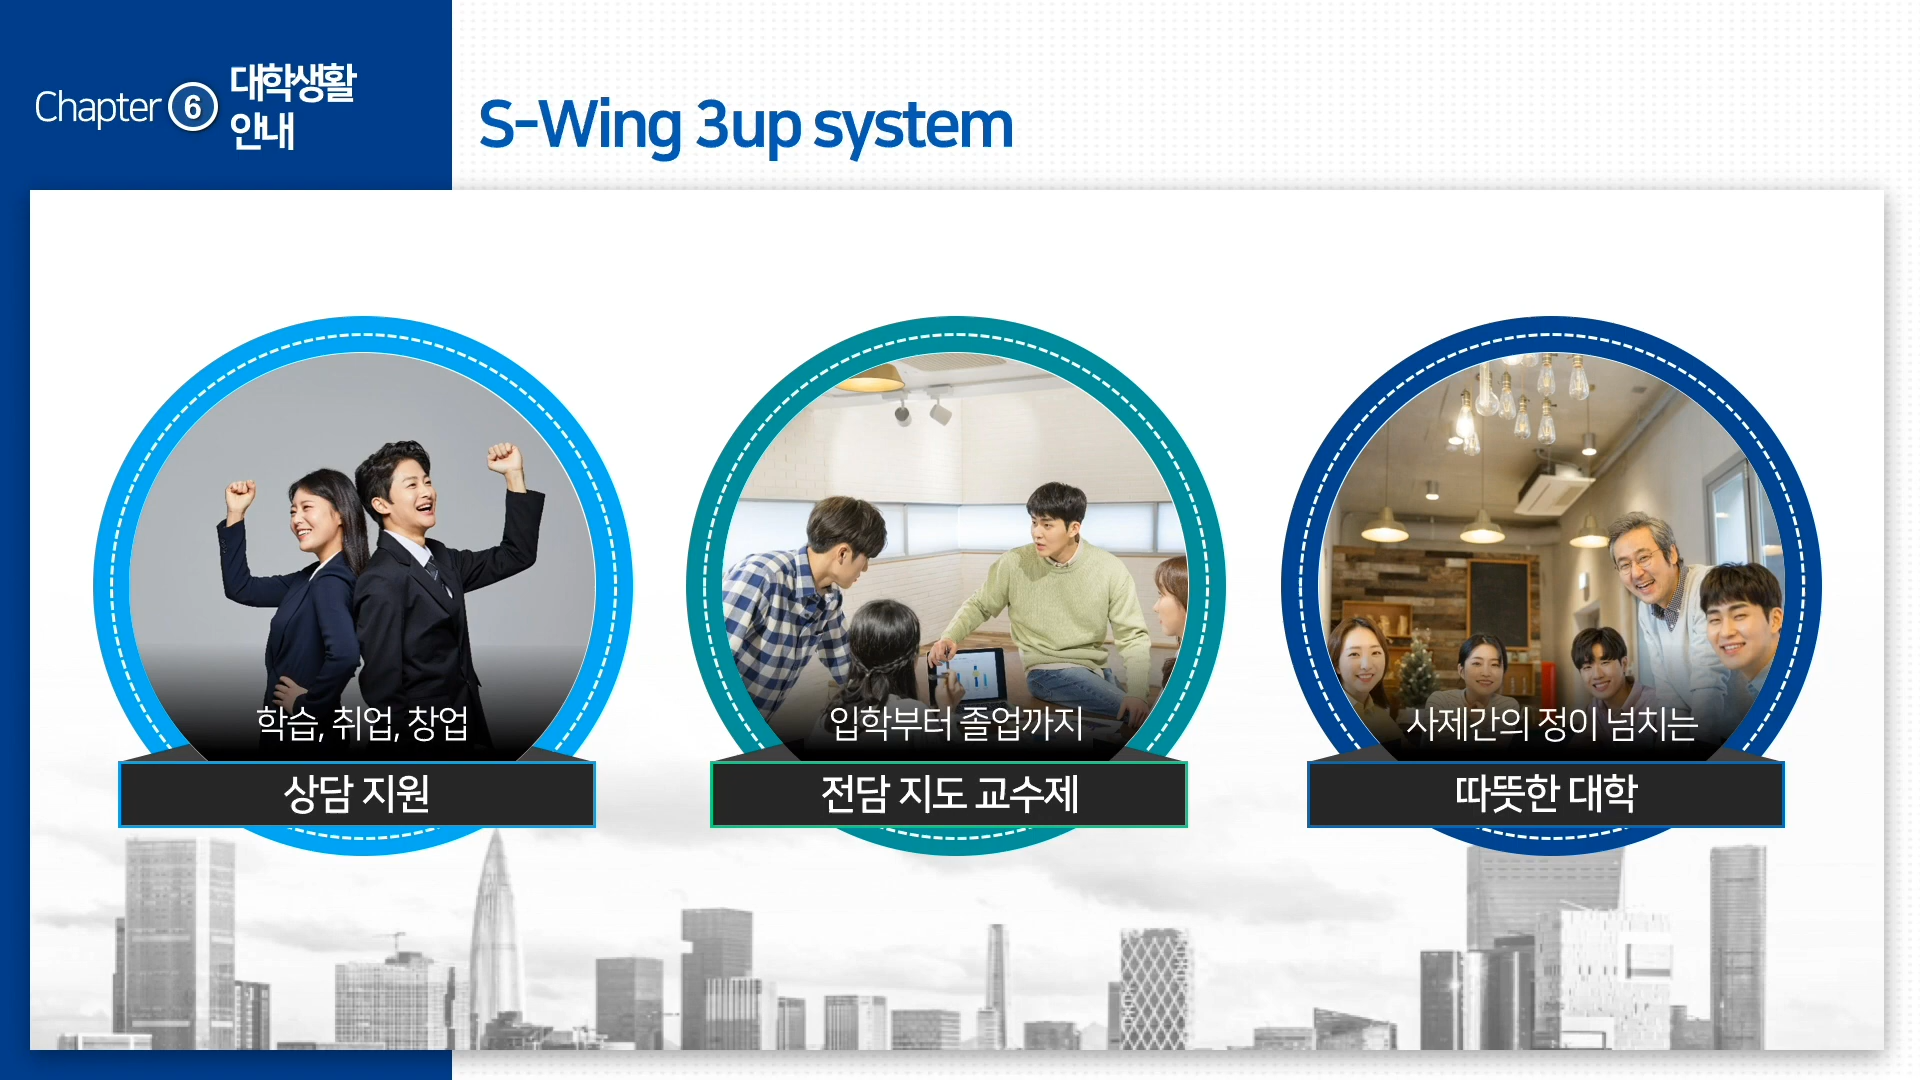 Chapter 6 대학생활
안내
S-Wing 3up system
학습, 취업, 창업
상담 지원
입학부터 졸업까지
전담 지도 교수제
사제간의 정이 넘치는
따뜻한 대학